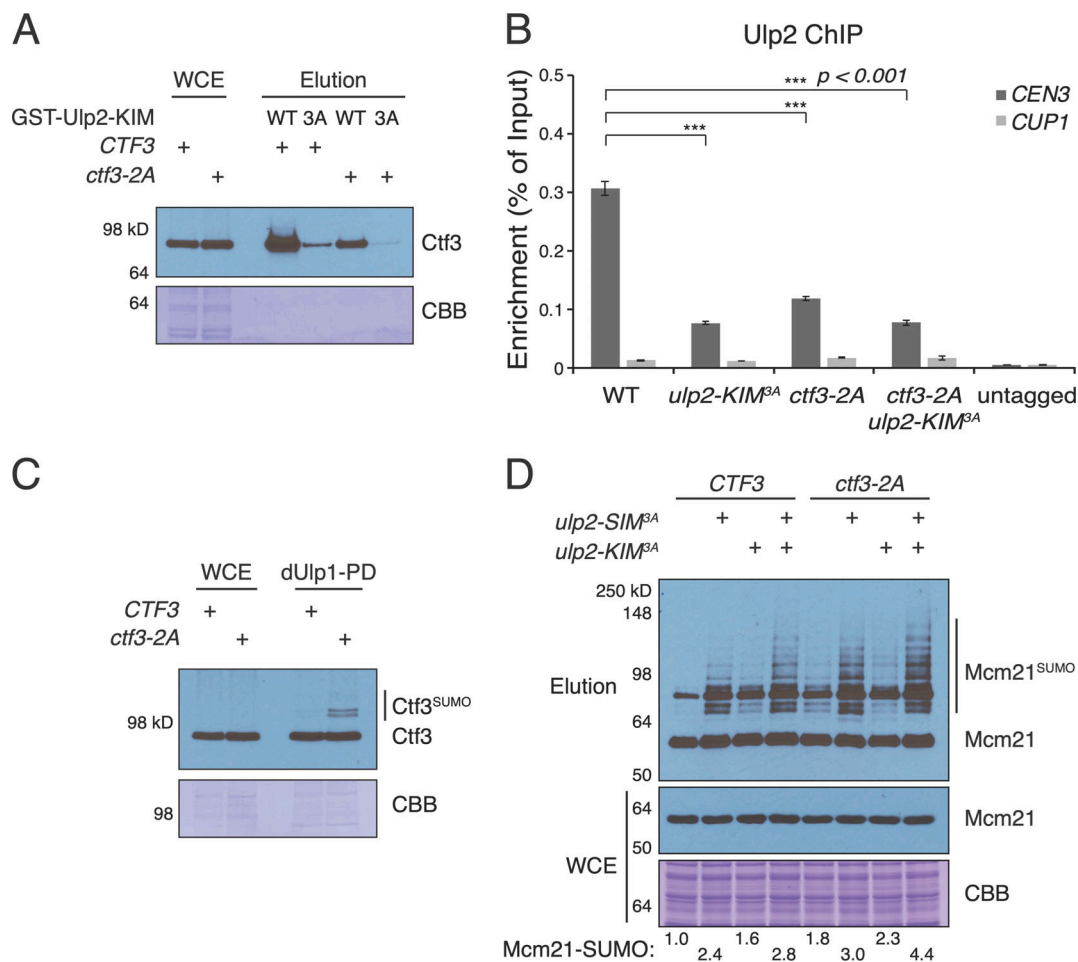 A
WCE Elution
GST-Ulp2-KIM WT 3A WT 3A
CTF3 + + +
ctf3-2A + + +
98 kD
64
Ctf3
64
CBB
B
Ulp2 ChIP
*** p < 0.001
***
***
CEN3
CUP1
Enrichment (% of Input)
0.5
0.4
0.3
0.2
0.1
0
WT ulp2-KIM3A ctf3-2A ctf3-2A untagged
ulp2-KIM3A
C
WCE dUlp1-PD
CTF3 + +
ctf3-2A + +
98 kD
Ctf3SUMO
Ctf3
98
CBB
D
CTF3 ctf3-2A
ulp2-SIM3A + + + +
ulp2-KIM3A + + + +
250 kD
148
98
64
50
Elution
Mcm21SUMO
Mcm21
64
50
Mcm21
WCE
64
CBB
Mcm21-SUMO: 1.0 2.4 1.6 2.8 1.8 3.0 2.3 4.4